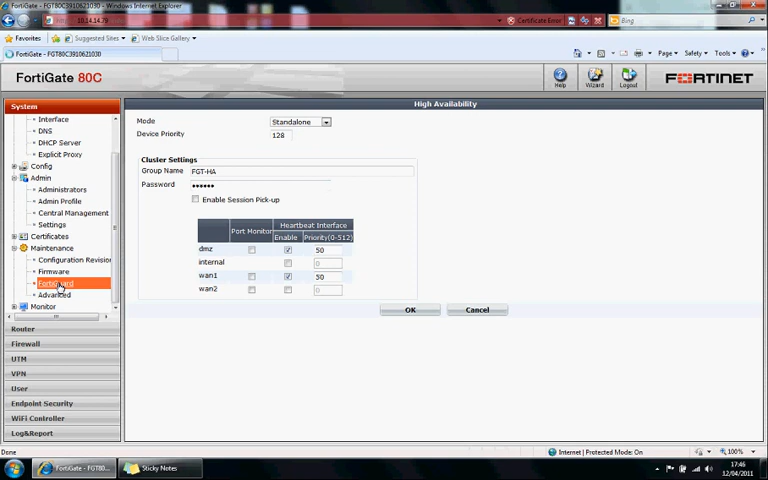 FortiGate - FGT80C3910621030 - Windows Internet Explorer
10.14.14.79
Certificate Error
Bing
Favorites
Suggested Sites
Web Slice Gallery
FortiGate - FGT80C3910621030
Page
Safety
Tools
FortiGate 80C
Help
Wizard
Logout
FORTINET
System
Interface
DNS
DHCP Server
Explicit Proxy
Config
Admin
Administrators
Admin Profile
Central Management
Settings
Certificates
Maintenance
Configuration Revision
Firmware
FortiGuard
Advanced
Monitor
Router
Firewall
UTM
VPN
User
Endpoint Security
WiFi Controller
Log&Report
High Availability
Mode Standalone
Device Priority 128
Cluster Settings
Group Name FGT-HA
Password ••••••
Enable Session Pick-up
Port Monitor Heartbeat Interface
Enable Priority(0-512)
dmz 50
internal 0
wan1 50
wan2 0
OK Cancel
Done
Internet | Protected Mode: On
100%
FortiGate - FGT80...
Sticky Notes
17:46
12/04/2011